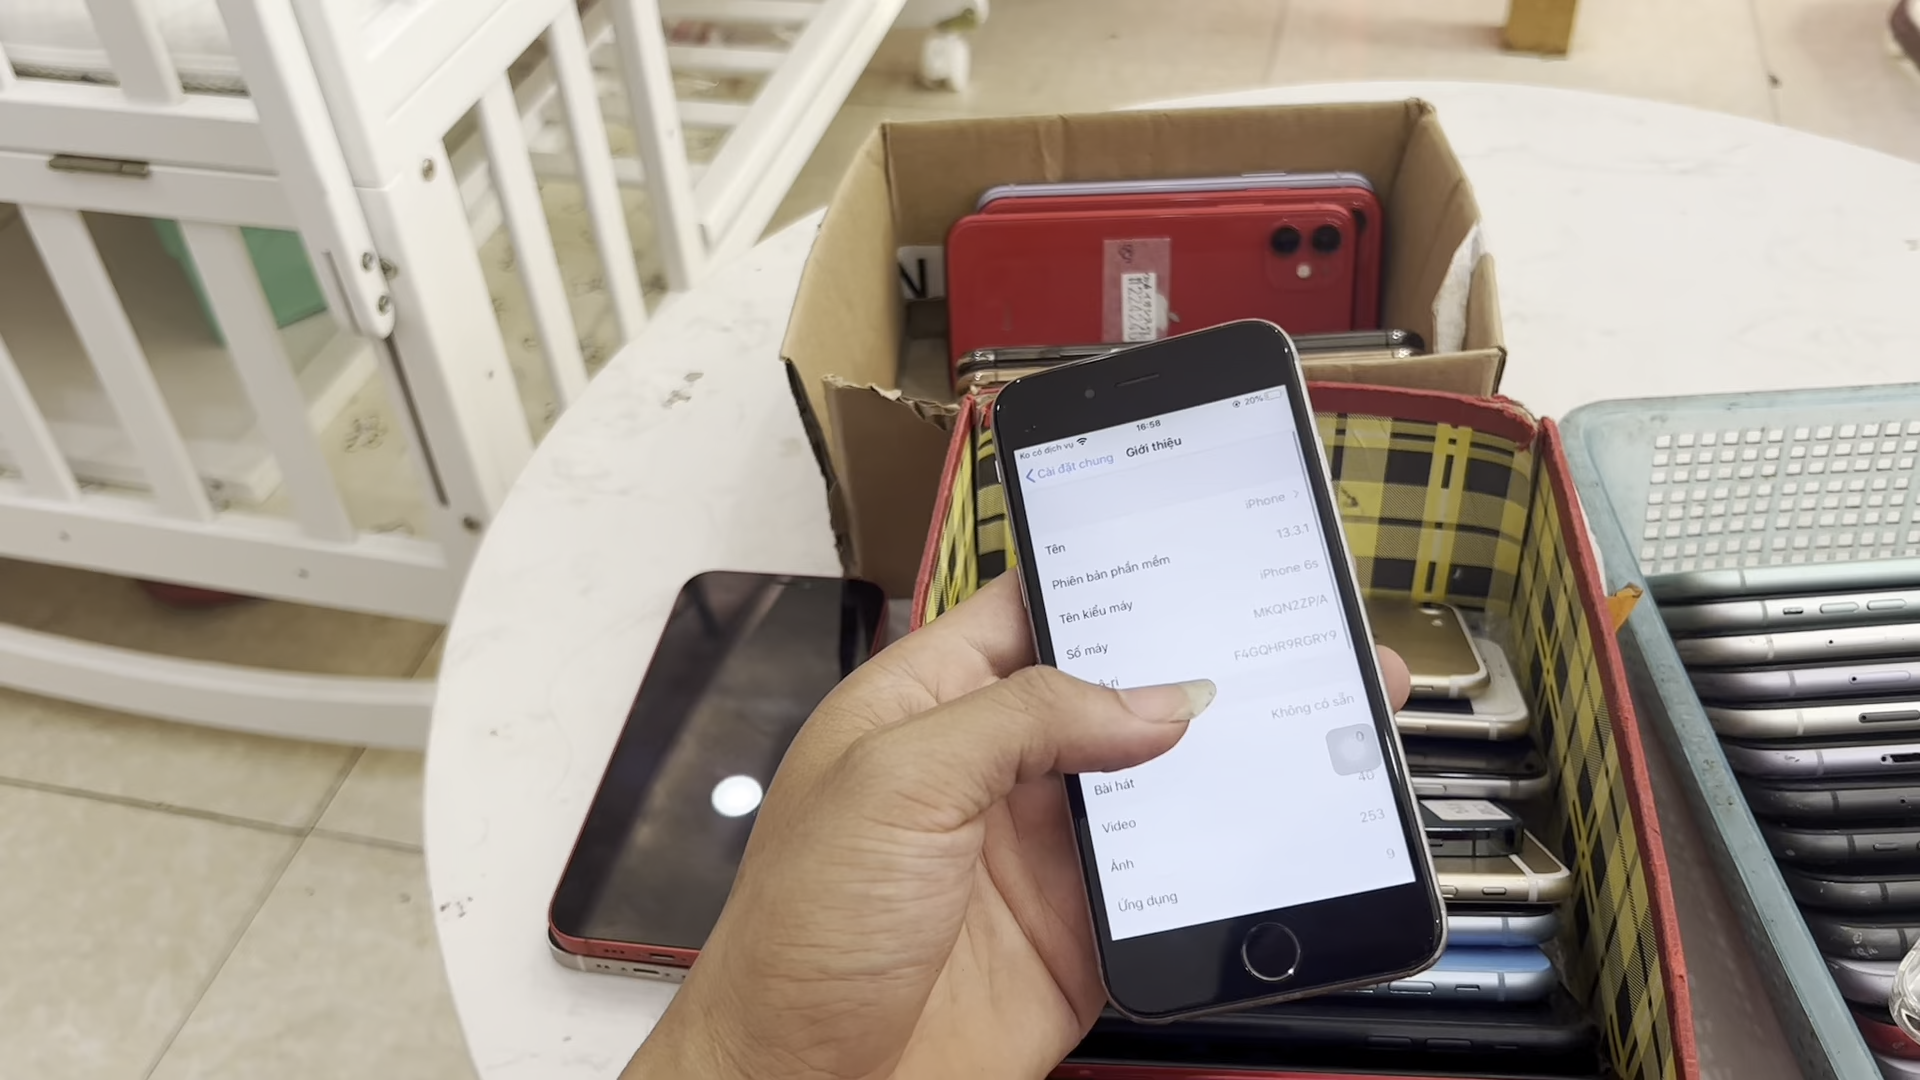 V
Ko có dịch vụ 16:58 20%
Cài đặt chung Giới thiệu
Tên iPhone
Phiên bản phần mềm 13.3.1
Tên kiểu máy iPhone 6s
Số máy MKQN2ZP/A
ê-ri F4GQHR9RGRY9
Không có sẵn
Bài hát 0
Video 40
Ảnh 253
Ứng dụng 9